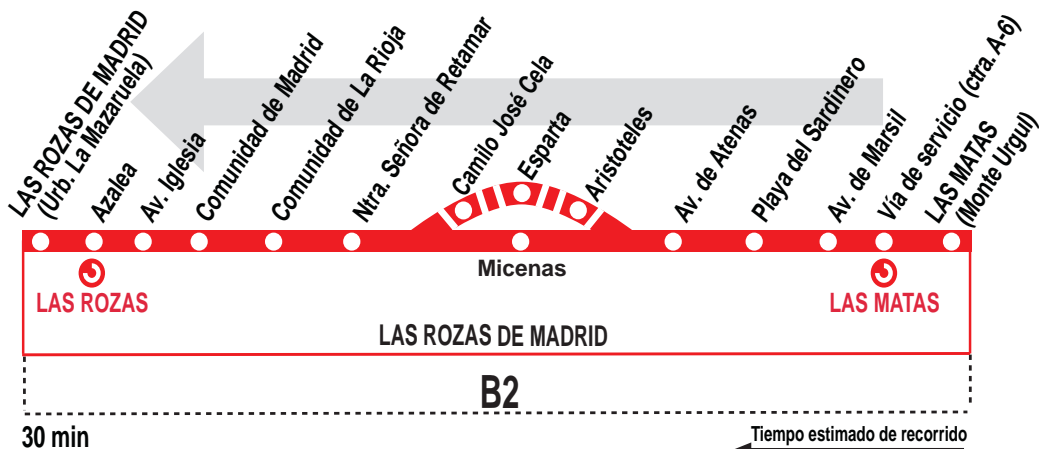 LAS ROZAS DE MADRID
(Urb. La Mazaruela)
Azalea
Av. Iglesia
Comunidad de Madrid
Comunidad de La Rioja
Ntra. Señora de Retamar
Camilo José Cela
Esparta
Aristoteles
Av. de Atenas
Playa del Sardinero
Av. de Marsil
Vía de servicio (ctra. A-6)
LAS MATAS
(Monte Urgul)
Micenas
LAS ROZAS
LAS MATAS
LAS ROZAS DE MADRID
B2
30 min
Tiempo estimado de recorrido